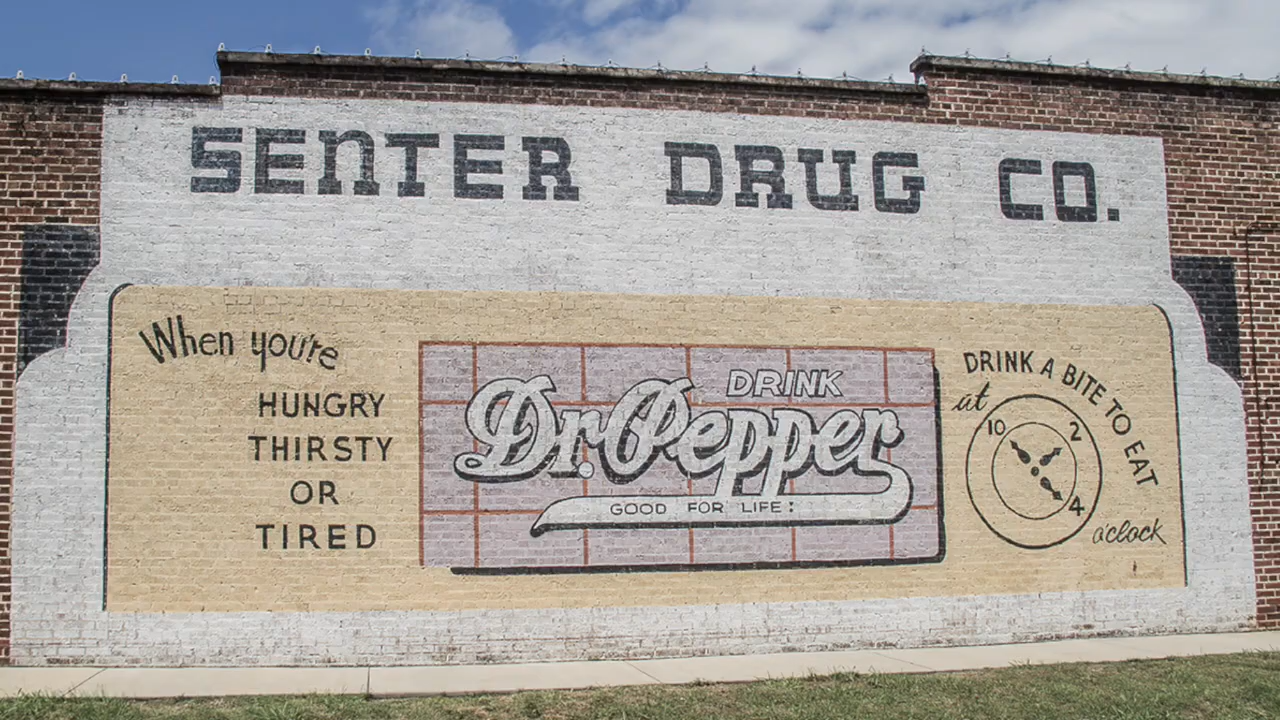 SENTER DRUG CO.
When you're
HUNGRY
THIRSTY
OR
TIRED
DRINK
Dr. Pepper
GOOD FOR LIFE!
DRINK A BITE TO EAT
at
10 2
4
o'clock